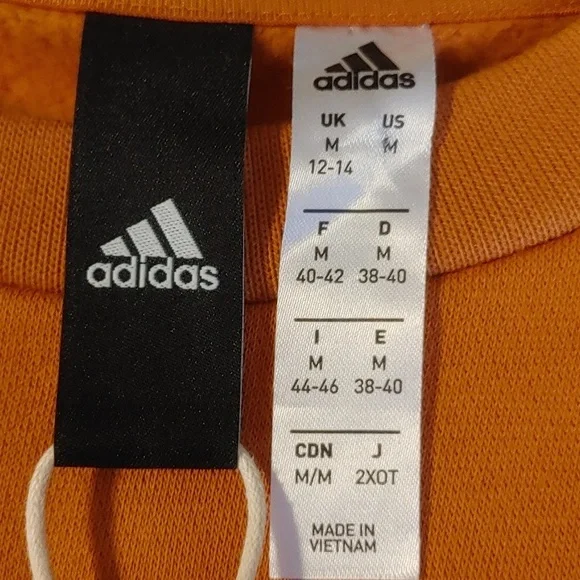 adidas
adidas
UK US
M M
12-14
F D
M M
40-42 38-40
I E
M M
44-46 38-40
CDN J
M/M 2XOT
MADE IN
VIETNAM